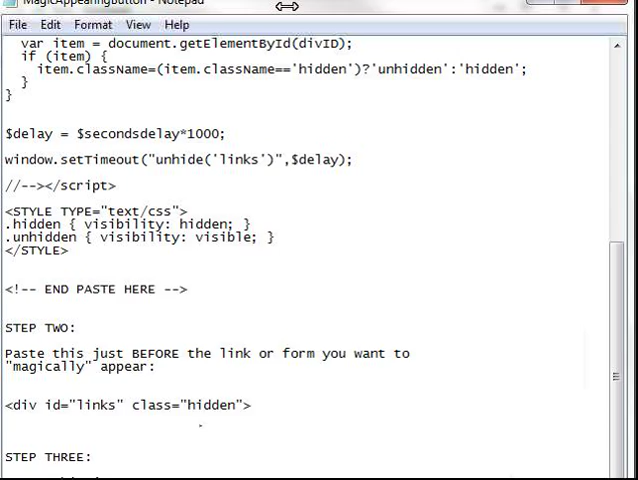 MagicAppearingButton - Notepad
File Edit Format View Help
var item = document.getElementById(divID);
if (item) {
item.className=(item.className=='hidden')?'unhidden':'hidden';
}
}
$delay = $secondsdelay*1000;
window.setTimeout("unhide('links')",$delay);
//--></script>
<STYLE TYPE="text/css">
.hidden { visibility: hidden; }
.unhidden { visibility: visible; }
</STYLE>
<!-- END PASTE HERE -->
STEP TWO:
Paste this just BEFORE the link or form you want to
"magically" appear:
<div id="links" class="hidden">
STEP THREE: